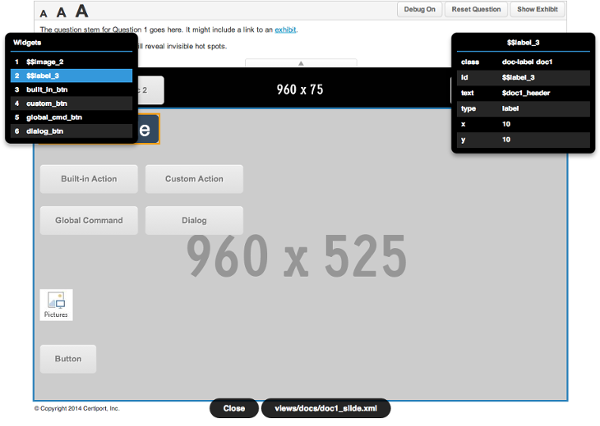 A A A
Debug On Reset Question Show Exhibit
The question stem for Question 1 goes here. It might include a link to an exhibit.
ll reveal invisible hot spots.
Widgets
1 $$image_2
2 $$label_3
3 built_in_btn
4 custom_btn
5 global_cmd_btn
6 dialog_btn
$$label_3
class doc-label doc1
id $$label_3
text $doc1_header
type label
x 10
y 10
2
960 x 75
e
Built-in Action Custom Action
Global Command Dialog
960 x 525
Pictures
Button
© Copyright 2014 Certiport, Inc.
Close views/docs/doc1_slide.xml